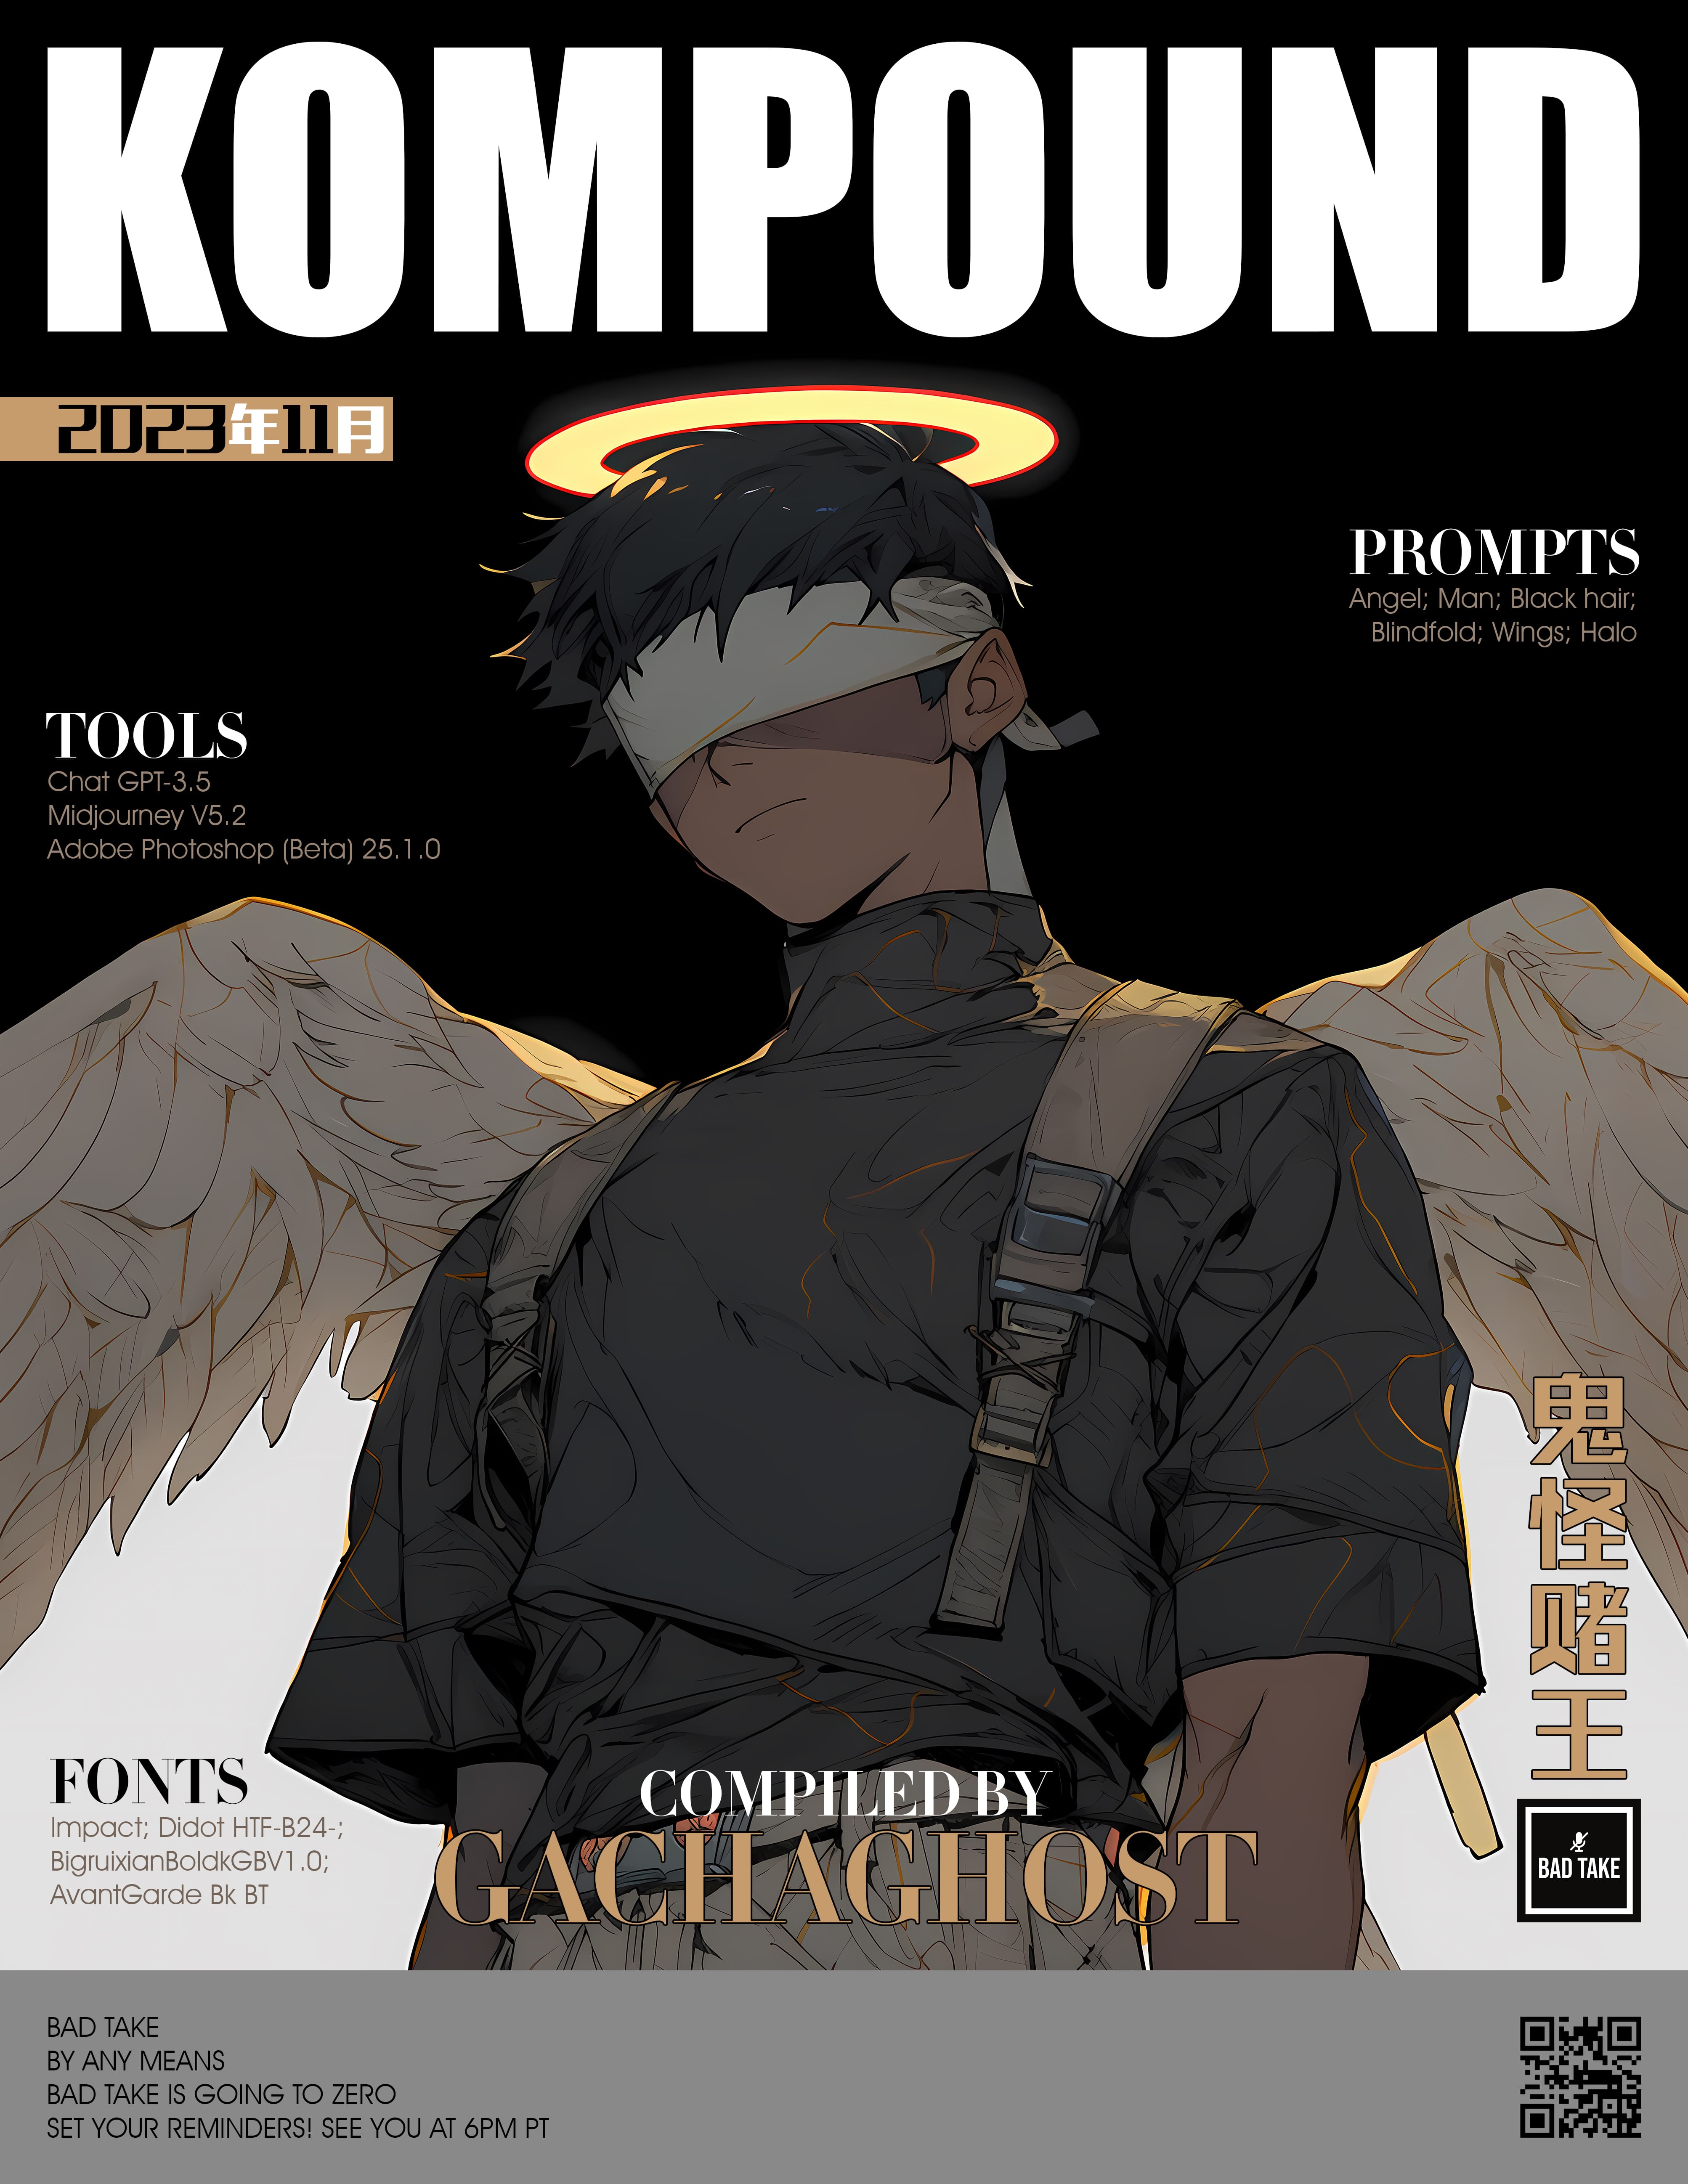 KOMPOUND
2023年11月
PROMPTS
Angel; Man; Black hair;
Blindfold; Wings; Halo
TOOLS
Chat GPT-3.5
Midjourney V5.2
Adobe Photoshop (Beta) 25.1.0
鬼怪赌王
FONTS
Impact; Didot HTF-B24-;
BigruixianBoldkGBV1.0;
AvantGarde Bk BT
COMPILED BY
GACHAGHOST
BAD TAKE
BAD TAKE
BY ANY MEANS
BAD TAKE IS GOING TO ZERO
SET YOUR REMINDERS! SEE YOU AT 6PM PT